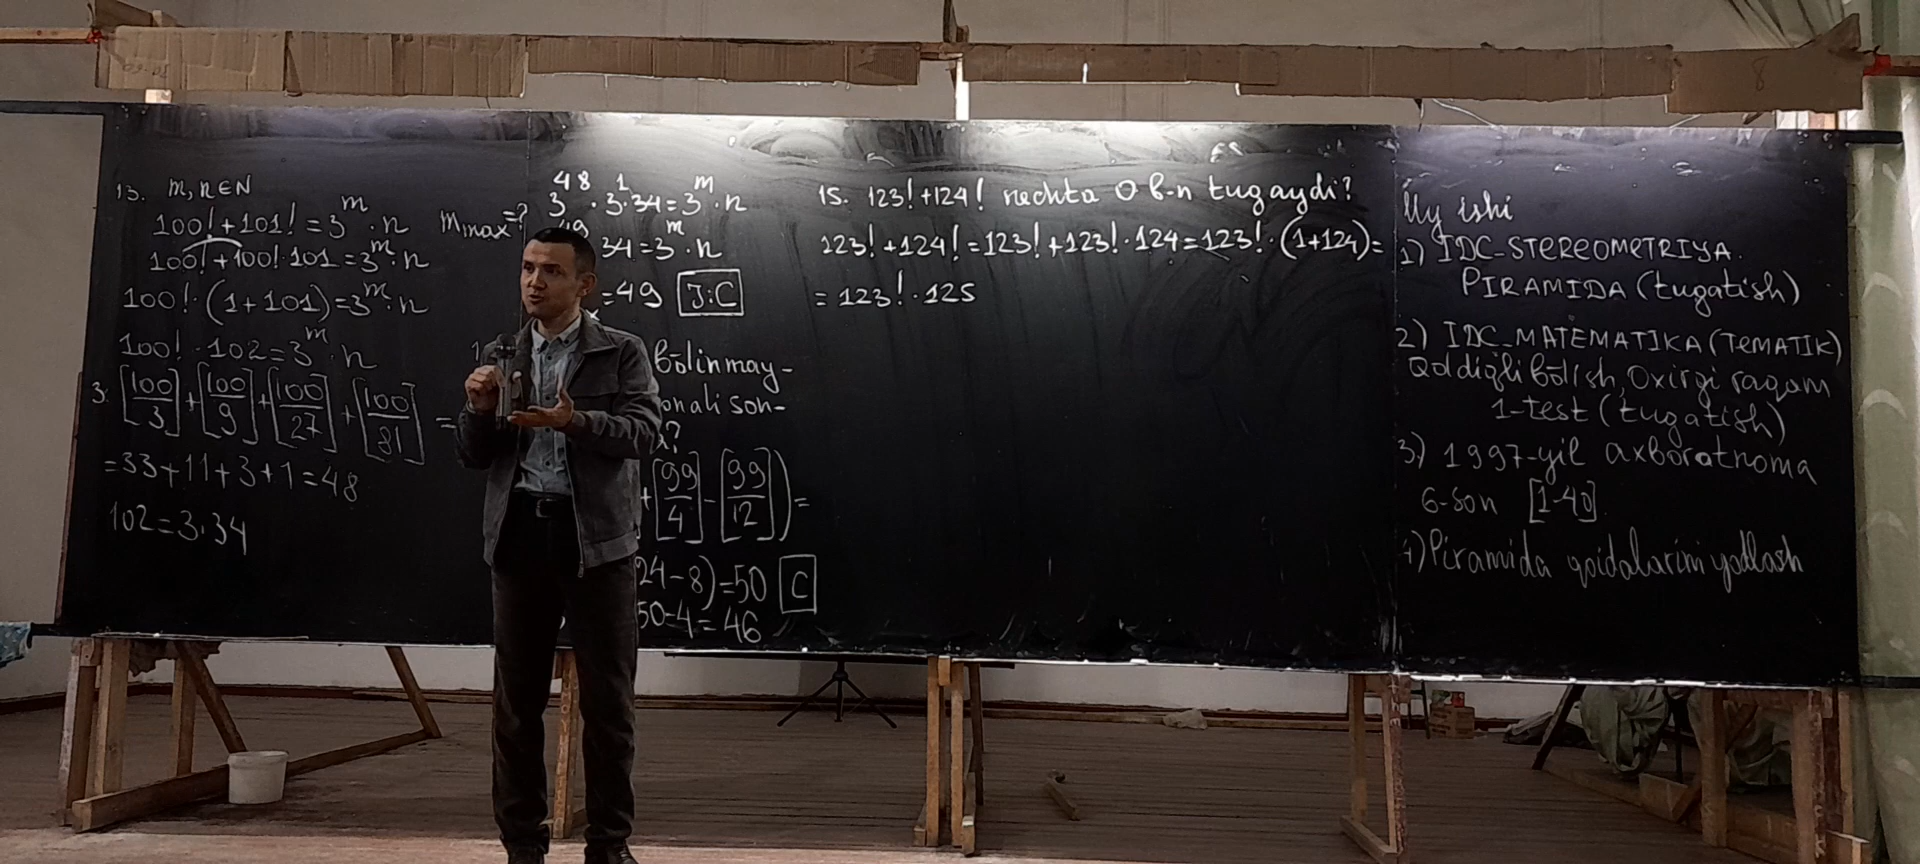 13. m, n∈N
100!+101! = 3^m·n m_max=?
100!+100!·101=3^m·n
100!·(1+101)=3^m·n
100!·102=3^m·n
3: [100/3]+[100/9]+[100/27]+[100/81] =
=33+11+3+1=48
102=3·34
3^48·3^1·34=3^m·n
34=3^m·n
=49 J:C
bōlinmay-
onali son-
?
+[99/4]-[99/12])=
24-8)=50 C
50-4=46
15. 123!+124! nechta 0 b-n tugaydi?
123!+124!=123!+123!·124=123!·(1+124)=
=123!·125
Uy ishi
1) IDC-STEREOMETRIYA.
PIRAMIDA (tugatish)
2) IDC-MATEMATIKA (TEMATIK)
Qoldiqli bōlish, Oxirgi raqam
1-test (tugatish)
3) 1997-yil axborotnoma
6-son [1-40]
4) Piramida qoidalarini yodlash
8